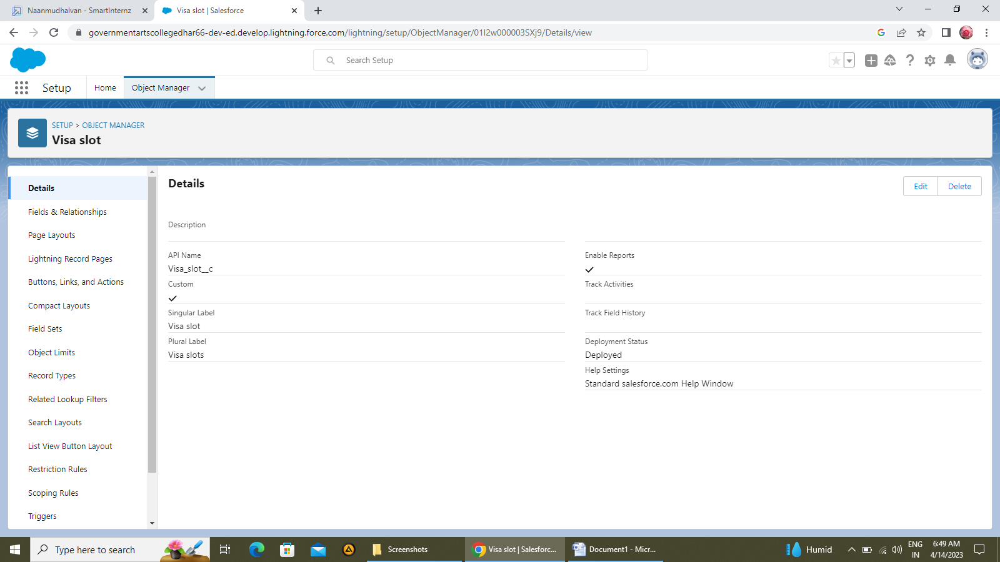 Naanmudhalvan - SmartInternz
Visa slot | Salesforce
governmentartscollegedhar66-dev-ed.develop.lightning.force.com/lightning/setup/ObjectManager/01I2w000003SXj9/Details/view
Search Setup
Setup
Home
Object Manager
SETUP > OBJECT MANAGER
Visa slot
Details
Fields & Relationships
Page Layouts
Lightning Record Pages
Buttons, Links, and Actions
Compact Layouts
Field Sets
Object Limits
Record Types
Related Lookup Filters
Search Layouts
List View Button Layout
Restriction Rules
Scoping Rules
Triggers
Details
Edit
Delete
Description
API Name
Visa_slot__c
Custom
Singular Label
Visa slot
Plural Label
Visa slots
Enable Reports
Track Activities
Track Field History
Deployment Status
Deployed
Help Settings
Standard salesforce.com Help Window
Type here to search
Screenshots
Visa slot | Salesforc...
Document1 - Micr...
Humid
ENG
IN
6:49 AM
4/14/2023